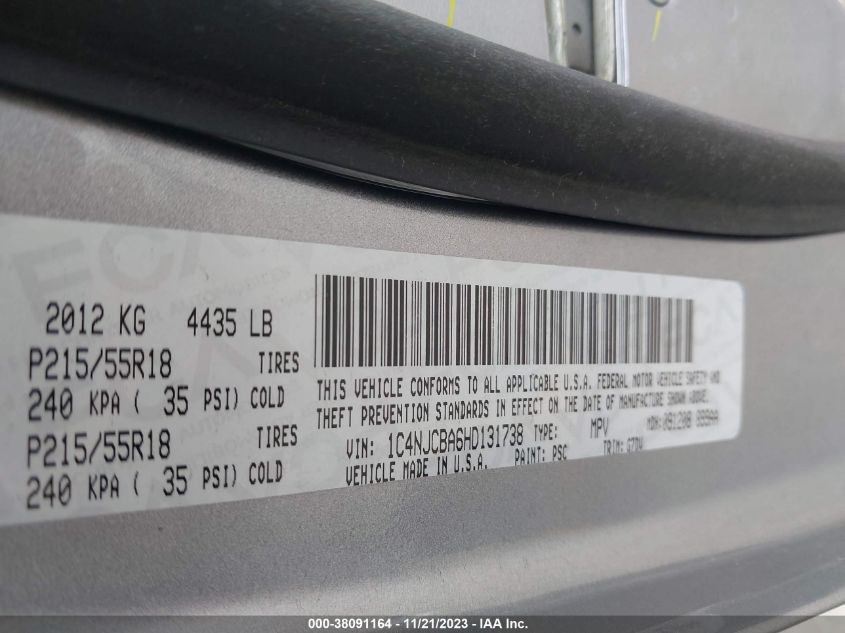 2012 KG 4435 LB
P215/55R18 TIRES
240 KPA ( 35 PSI) COLD
P215/55R18 TIRES
240 KPA ( 35 PSI) COLD
THIS VEHICLE CONFORMS TO ALL APPLICABLE U.S.A. FEDERAL MOTOR VEHICLE SAFETY AND
THEFT PREVENTION STANDARDS IN EFFECT ON THE DATE OF MANUFACTURE SHOWN ABOVE.
VIN: 1C4NJCBA6HD131738 TYPE: MPV MDH:
VEHICLE MADE IN U.S.A. PAINT: PSC TRIM:
000-38091164 - 11/21/2023 - IAA Inc.